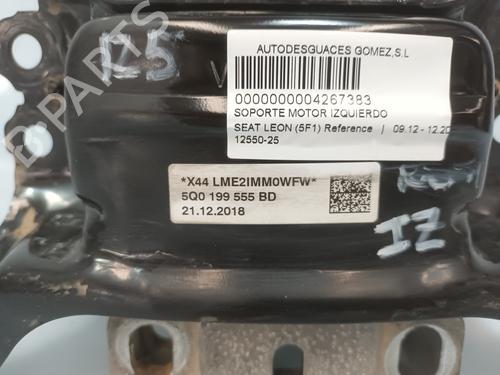 AUTODESGUACES GOMEZ,S.L
0000000004267383
SOPORTE MOTOR IZQUIERDO
SEAT LEON (5F1) Reference | 09.12 - 12.20
12550-25
*X44 LME2IMM0WFW*
5Q0 199 555 BD
21.12.2018
IZ
B-PARTS